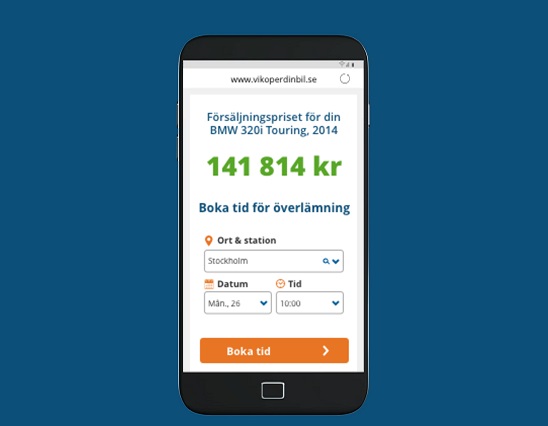 www.vikoperdinbil.se
Försäljningspriset för din
BMW 320i Touring, 2014
141 814 kr
Boka tid för överlämning
Ort & station
Stockholm
Datum
Tid
Mån., 26
10:00
Boka tid